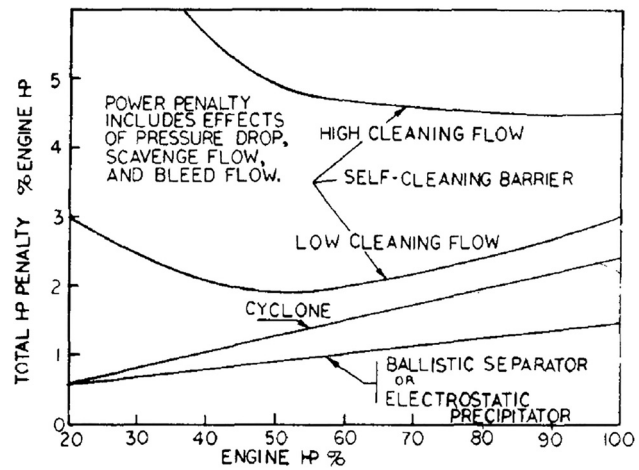 TOTAL HP PENALTY % ENGINE HP
5
4
3
2
1
0
POWER PENALTY
INCLUDES EFFECTS
OF PRESSURE DROP,
SCAVENGE FLOW,
AND BLEED FLOW.
HIGH CLEANING FLOW
SELF-CLEANING BARRIER
LOW CLEANING FLOW
CYCLONE
BALLISTIC SEPARATOR
OR
ELECTROSTATIC
PRECIPITATOR
20 30 40 50 60 70 80 90 100
ENGINE HP %